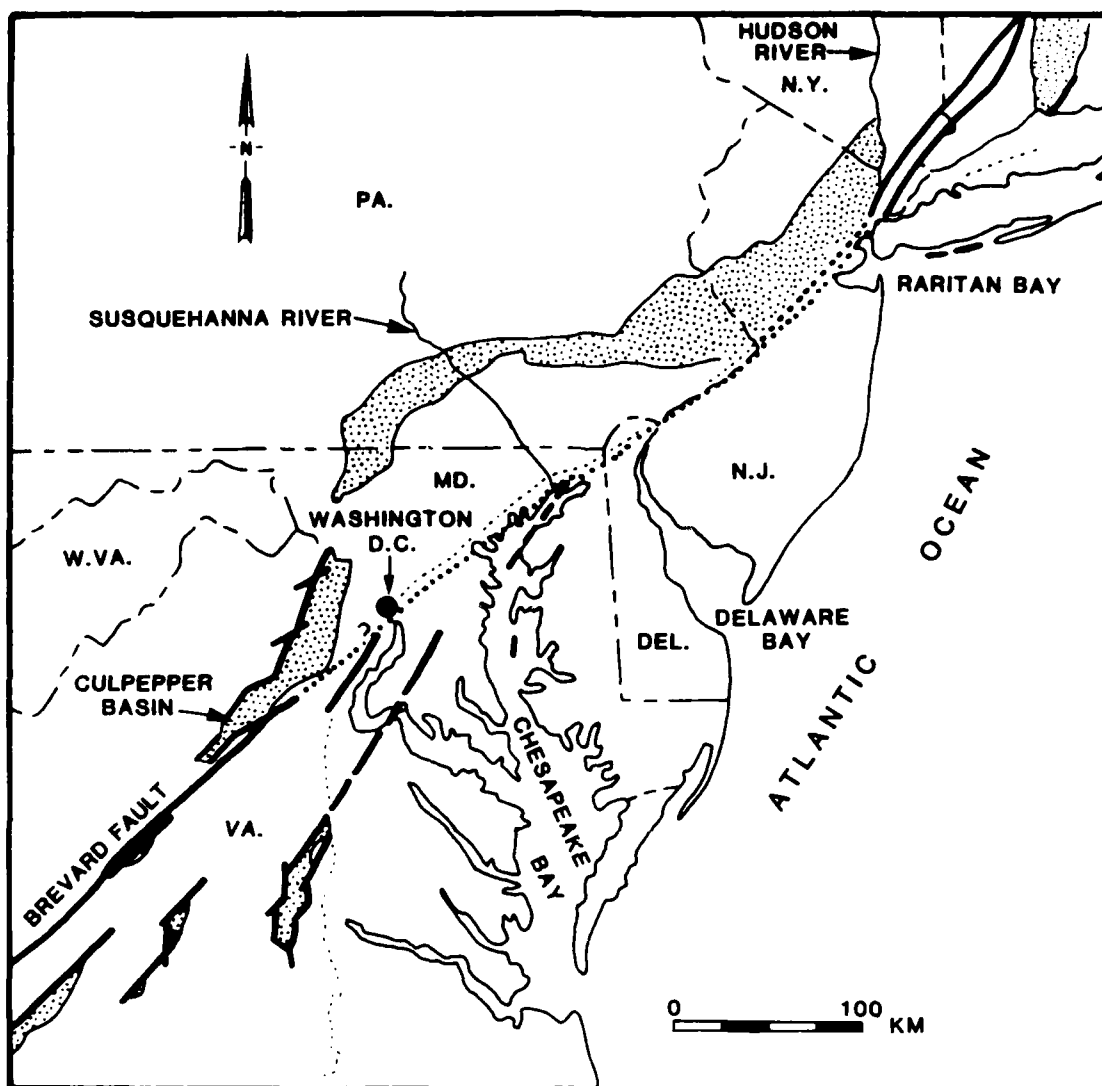 HUDSON
RIVER
N.Y.
N
PA.
RARITAN BAY
SUSQUEHANNA RIVER
MD.
N.J.
WASHINGTON
D.C.
W.VA.
OCEAN
DELAWARE
BAY
DEL.
CULPEPPER
BASIN
ATLANTIC
CHESAPEAKE
BAY
VA.
BREVARD FAULT
0 100
KM